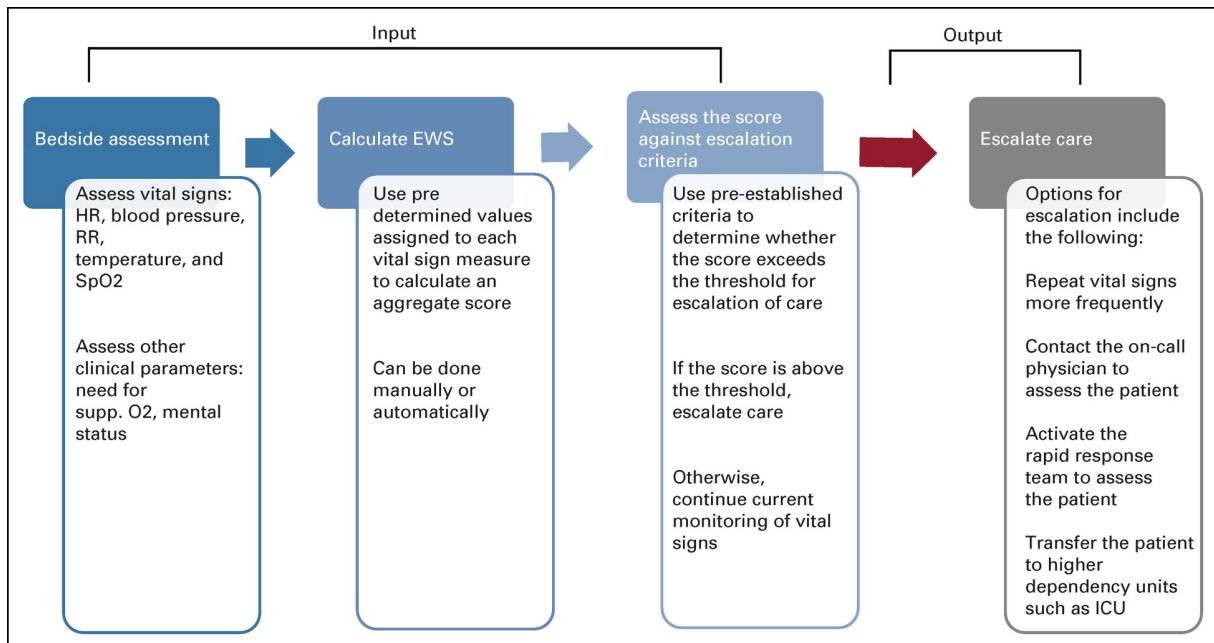 Input
Output
Bedside assessment
Assess vital signs:
HR, blood pressure,
RR,
temperature, and
SpO2
Assess other
clinical parameters:
need for
supp. O2, mental
status
Calculate EWS
Use pre
determined values
assigned to each
vital sign measure
to calculate an
aggregate score
Can be done
manually or
automatically
Assess the score
against escalation
criteria
Use pre-established
criteria to
determine whether
the score exceeds
the threshold for
escalation of care
If the score is above
the threshold,
escalate care
Otherwise,
continue current
monitoring of vital
signs
Escalate care
Options for
escalation include
the following:
Repeat vital signs
more frequently
Contact the on-call
physician to
assess the patient
Activate the
rapid response
team to assess
the patient
Transfer the patient
to higher
dependency units
such as ICU